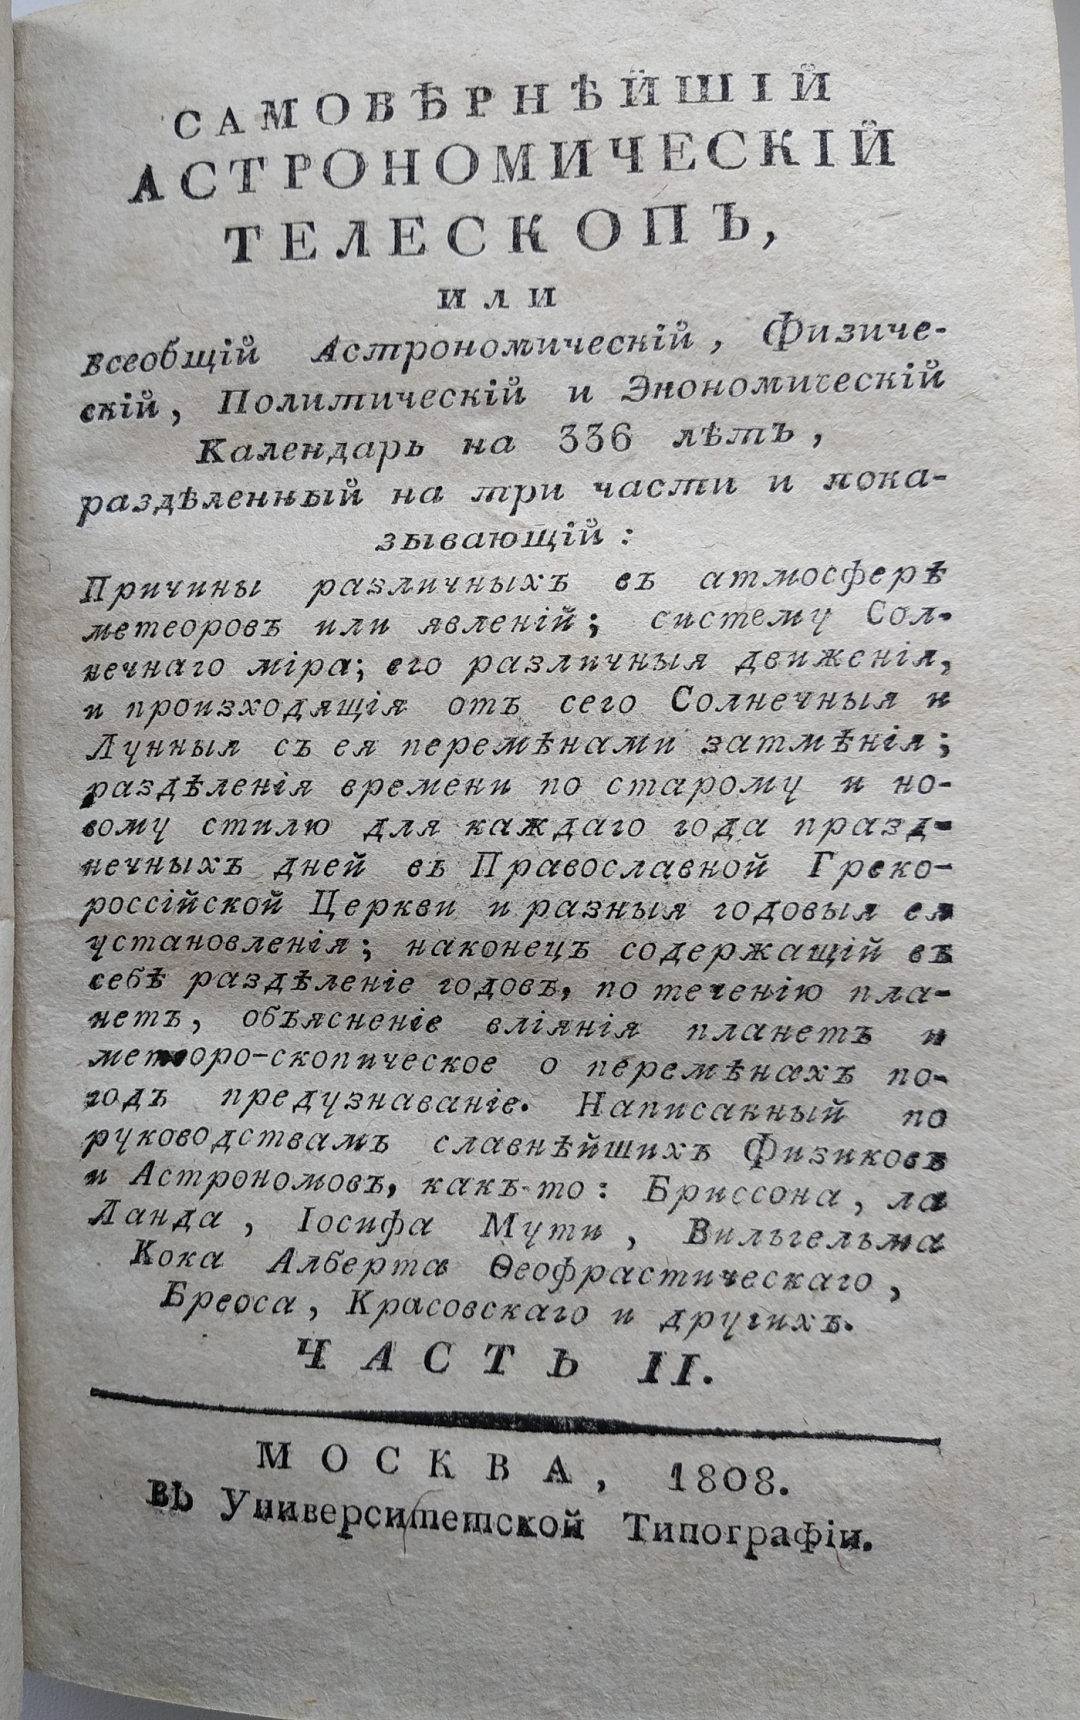 САМОВѢРНѢЙШІЙ
АСТРОНОМИЧЕСКІЙ
ТЕЛЕСКОПЪ,
ИЛИ
всеобщій Астрономическій, Физиче-
скій, Политическій и Экономическій
Календарь на 336 лѣтъ,
раздѣленный на три части и пока-
зывающій:
Причины различныхъ въ атмосферѣ
метеоровъ или явленій; систему Сол-
нечнаго міра; его различныя движенія,
и произходящія отъ сего Солнечныя и
Лунныя съ ея перемѣнами затмѣнія;
раздѣленія времени по старому и но-
вому стилю для каждаго года празд-
нечныхъ дней въ Православной Греко-
россійской Церкви и разныя годовыя ея
установленія; наконецъ содержащій въ
себѣ раздѣленіе годовъ, по теченію пла-
нетъ, объясненіе вліянія планетъ и
метеоро-скопическое о перемѣнахъ по-
годъ предузнаваніе. Написанный по
руководствамъ славнѣйшихъ Физиковъ
и Астрономовъ, какъ-то: Бриссона, ла
Ланда, Іосифа Мути, Вильгельма
Кока Алберта Ѳеофрастическаго,
Бреоса, Красовскаго и другихъ.
ЧАСТЬ II.
МОСКВА, 1808.
Въ Университетской Типографіи.